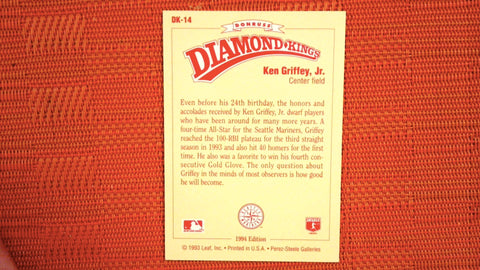 DK-14
DONRUSS
DIAMOND KINGS
Ken Griffey, Jr.
Center field
Even before his 24th birthday, the honors and
accolades received by Ken Griffey, Jr. dwarf players
who have been around for many more years. A
four-time All-Star for the Seattle Mariners, Griffey
reached the 100-RBI plateau for the third straight
season in 1993 and also hit 40 homers for the first
time. He also was a favorite to win his fourth con-
secutive Gold Glove. The only question about
Griffey in the minds of most observers is how good
he will become.
1994 Edition
© 1993 Leaf, Inc. • Printed in U.S.A. • Perez-Steele Galleries